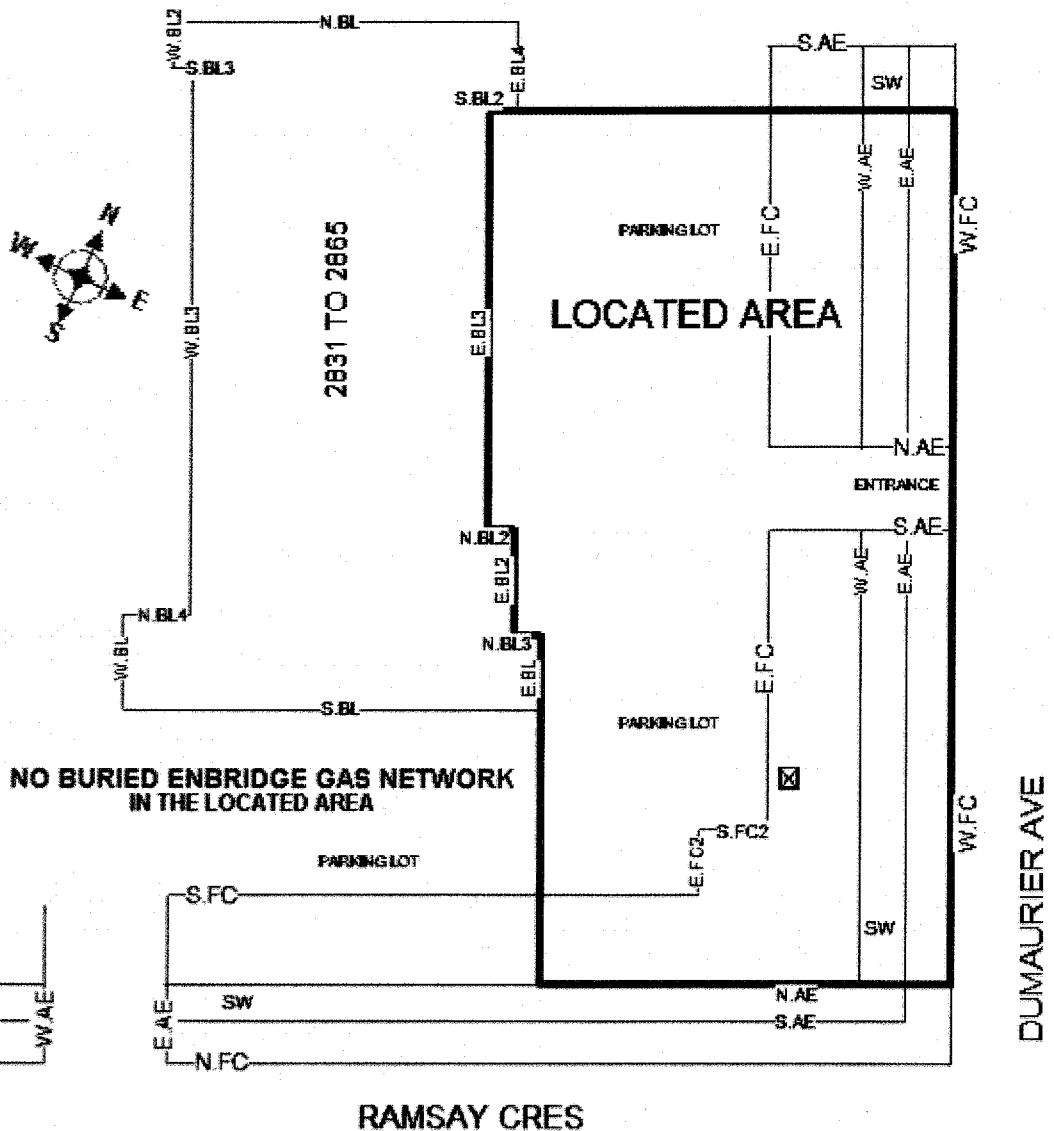 N.BL
W.BL2
S.BL3
E.BL4
S.BL2
S.AE
SW
W.AE
E.AE
W.FC
E.FC
PARKING LOT
N
W
E
S
2831 TO 2865
LOCATED AREA
W.BL3
E.BL3
N.AE
ENTRANCE
S.AE
N.BL2
E.BL2
W.AE
E.AE
N.BL4
W.BL
N.BL3
E.BL
E.FC
S.BL
PARKING LOT
NO BURIED ENBRIDGE GAS NETWORK
IN THE LOCATED AREA
W.FC
DUMAURIER AVE
S.FC2
E.FC2
PARKING LOT
S.FC
SW
N.AE
SW
S.AE
W.AE
E.AE
N.FC
RAMSAY CRES